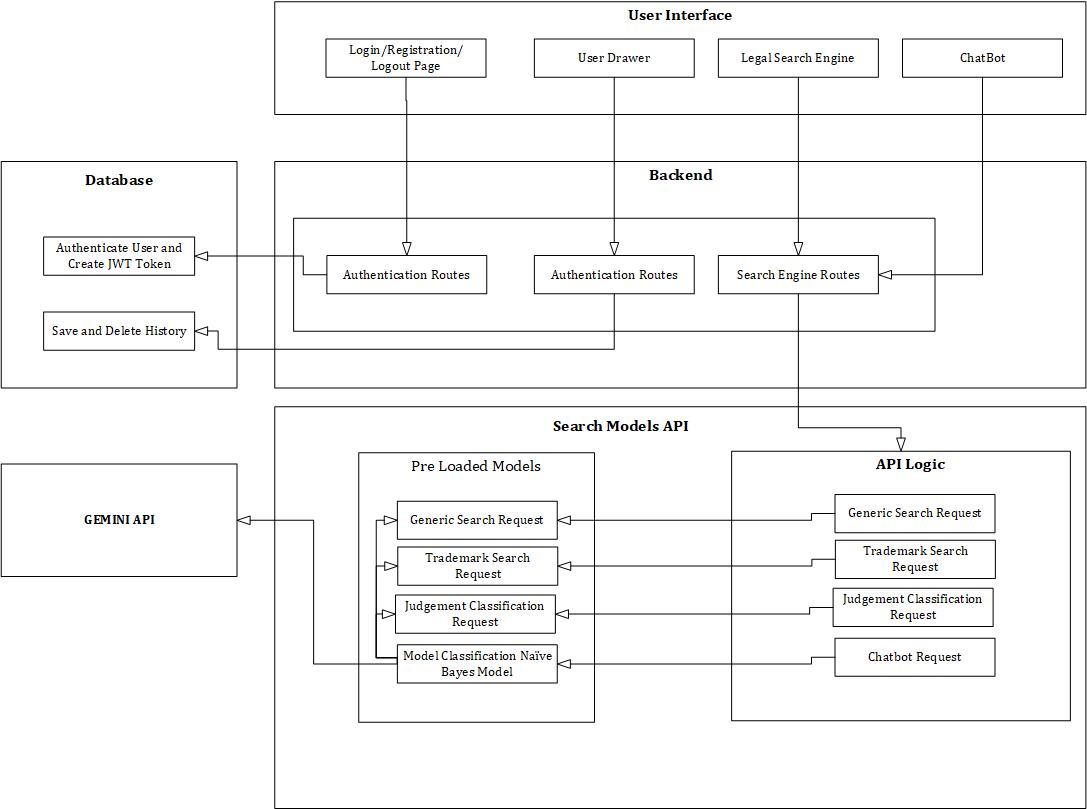 User Interface
Login/Registration/
Logout Page
User Drawer
Legal Search Engine
ChatBot
Database
Authenticate User and
Create JWT Token
Save and Delete History
Backend
Authentication Routes
Authentication Routes
Search Engine Routes
Search Models API
GEMINI API
Pre Loaded Models
Generic Search Request
Trademark Search
Request
Judgement Classification
Request
Model Classification Naïve
Bayes Model
API Logic
Generic Search Request
Trademark Search
Request
Judgement Classification
Request
Chatbot Request